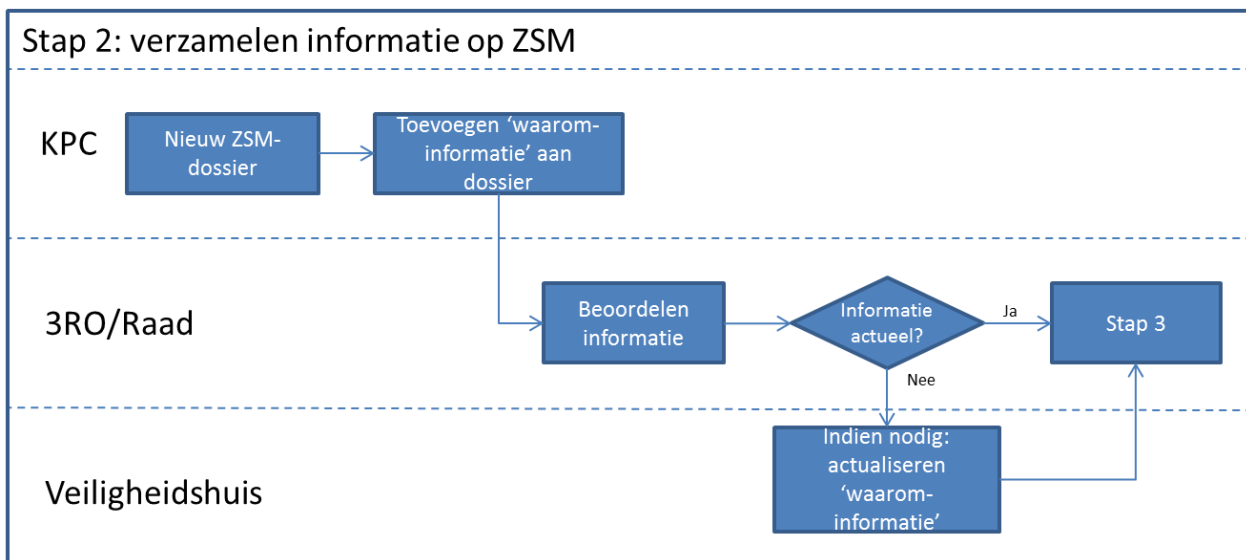 Stap 2: verzamelen informatie op ZSM
KPC
Nieuw ZSM-
dossier
Toevoegen ‘waarom-
informatie’ aan
dossier
3RO/Raad
Beoordelen
informatie
Informatie
actueel?
Ja
Stap 3
Nee
Veiligheidshuis
Indien nodig:
actualiseren
‘waarom-
informatie’